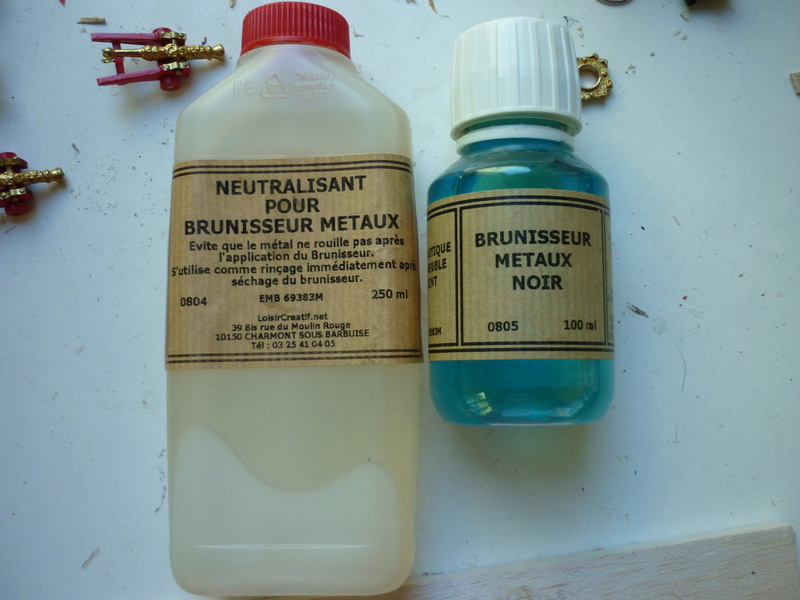 PE
NEUTRALISANT
POUR
BRUNISSEUR METAUX
Evite que le métal ne rouille pas après
l'application du Brunisseur.
S'utilise comme rinçage immédiatement après
séchage du brunisseur.
0804 EMB 69383M 250 ml
LoisirCreatif.net
39 Bis rue du Moulin Rouge
10150 CHARMONT SOUS BARBUISE
Tél : 03 25 41 04 05
BRUNISSEUR
METAUX
NOIR
0805 100 ml